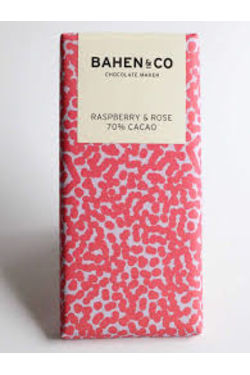 BAHEN & CO
CHOCOLATE MAKER
RASPBERRY & ROSE
70% CACAO